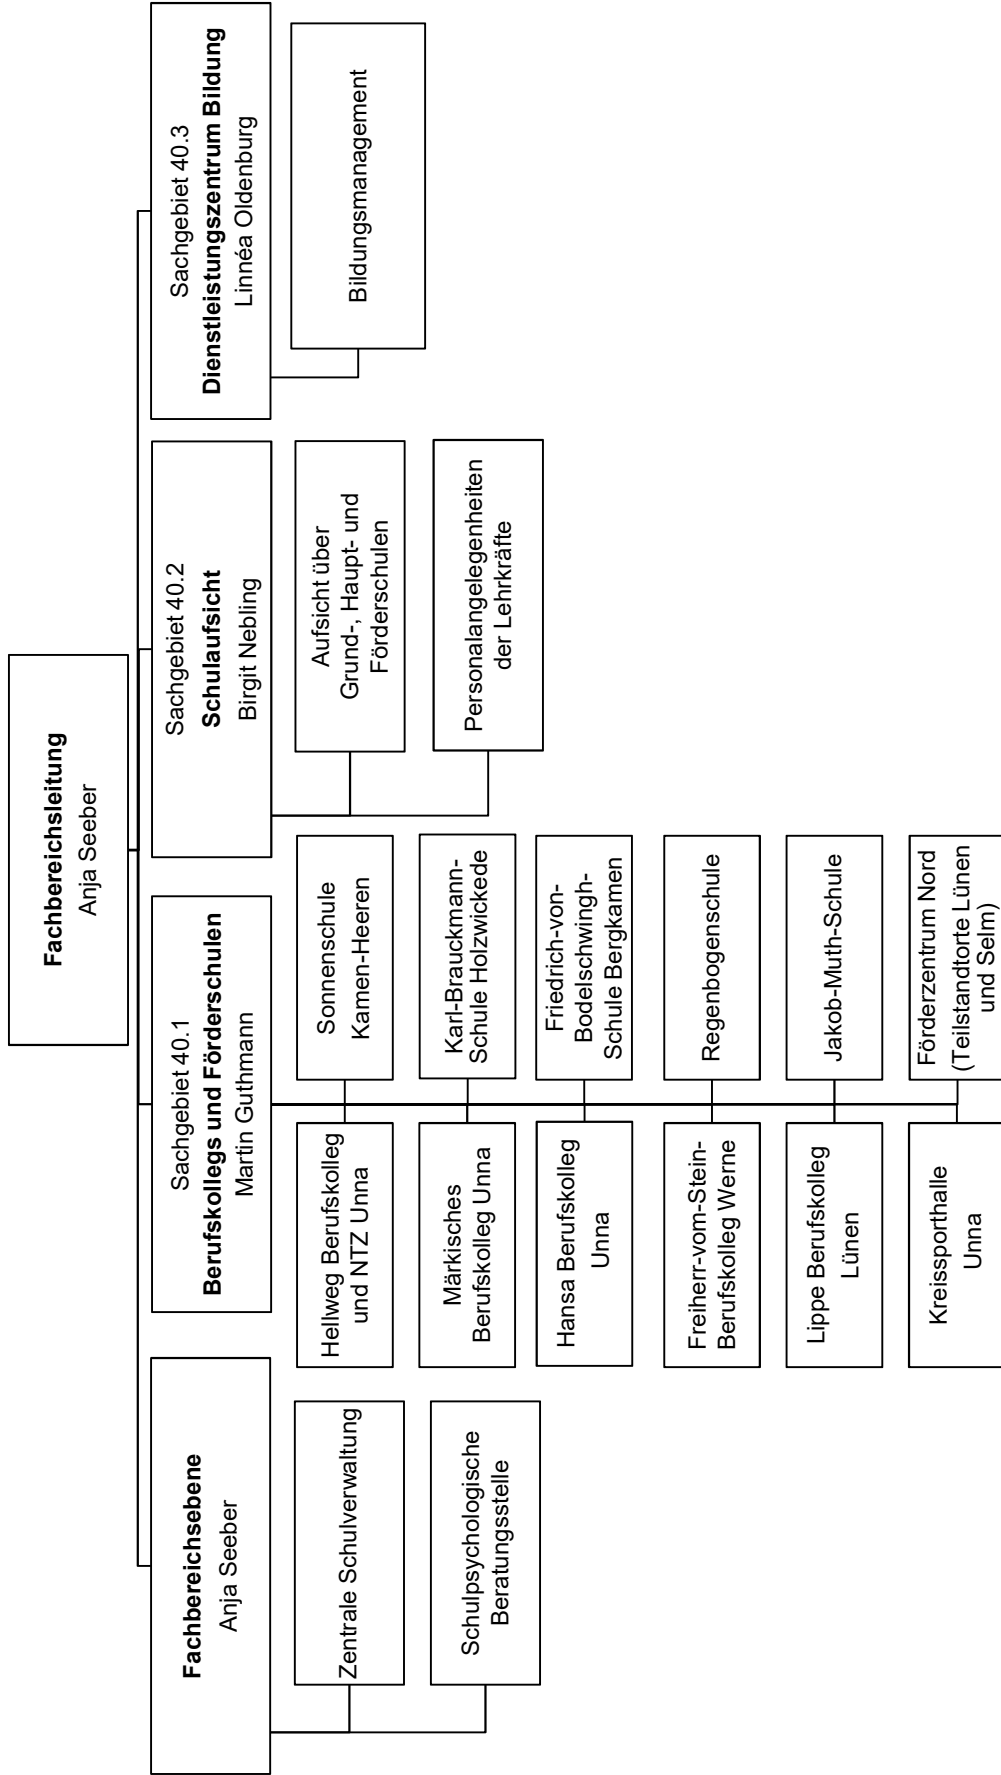 Fachbereichsleitung
Anja Seeber
Fachbereichsebene
Anja Seeber
Zentrale Schulverwaltung
Schulpsychologische
Beratungsstelle
Sachgebiet 40.1
Berufskollegs und Förderschulen
Martin Guthmann
Hellweg Berufskolleg
und NTZ Unna
Sonnenschule
Kamen-Heeren
Märkisches
Berufskolleg Unna
Karl-Brauckmann-
Schule Holzwickede
Hansa Berufskolleg
Unna
Friedrich-von-
Bodelschwingh-
Schule Bergkamen
Freiherr-vom-Stein-
Berufskolleg Werne
Regenbogenschule
Lippe Berufskolleg
Lünen
Jakob-Muth-Schule
Kreissporthalle
Unna
Förderzentrum Nord
(Teilstandtorte Lünen
und Selm)
Sachgebiet 40.2
Schulaufsicht
Birgit Nebling
Aufsicht über
Grund-, Haupt- und
Förderschulen
Personalangelegenheiten
der Lehrkräfte
Sachgebiet 40.3
Dienstleistungszentrum Bildung
Linnéa Oldenburg
Bildungsmanagement